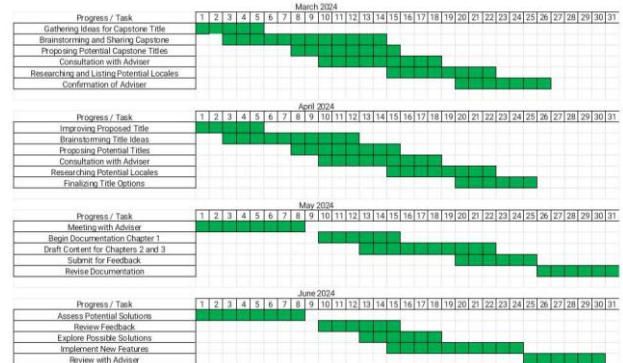 March 2024
Progress / Task 1 2 3 4 5 6 7 8 9 10 11 12 13 14 15 16 17 18 19 20 21 22 23 24 25 26 27 28 29 30 31
Gathering Ideas for Capstone Title
Brainstorming and Sharing Capstone
Proposing Potential Capstone Titles
Consultation with Adviser
Researching and Listing Potential Locales
Confirmation of Adviser
April 2024
Progress / Task 1 2 3 4 5 6 7 8 9 10 11 12 13 14 15 16 17 18 19 20 21 22 23 24 25 26 27 28 29 30 31
Improving Proposed Title
Brainstorming Title Ideas
Proposing Potential Titles
Consultation with Adviser
Researching Potential Locales
Finalizing Title Options
May 2024
Progress / Task 1 2 3 4 5 6 7 8 9 10 11 12 13 14 15 16 17 18 19 20 21 22 23 24 25 26 27 28 29 30 31
Meeting with Adviser
Begin Documentation Chapter 1
Draft Content for Chapters 2 and 3
Submit for Feedback
Revise Documentation
June 2024
Progress / Task 1 2 3 4 5 6 7 8 9 10 11 12 13 14 15 16 17 18 19 20 21 22 23 24 25 26 27 28 29 30 31
Assess Potential Solutions
Review Feedback
Explore Possible Solutions
Implement New Features
Review with Adviser